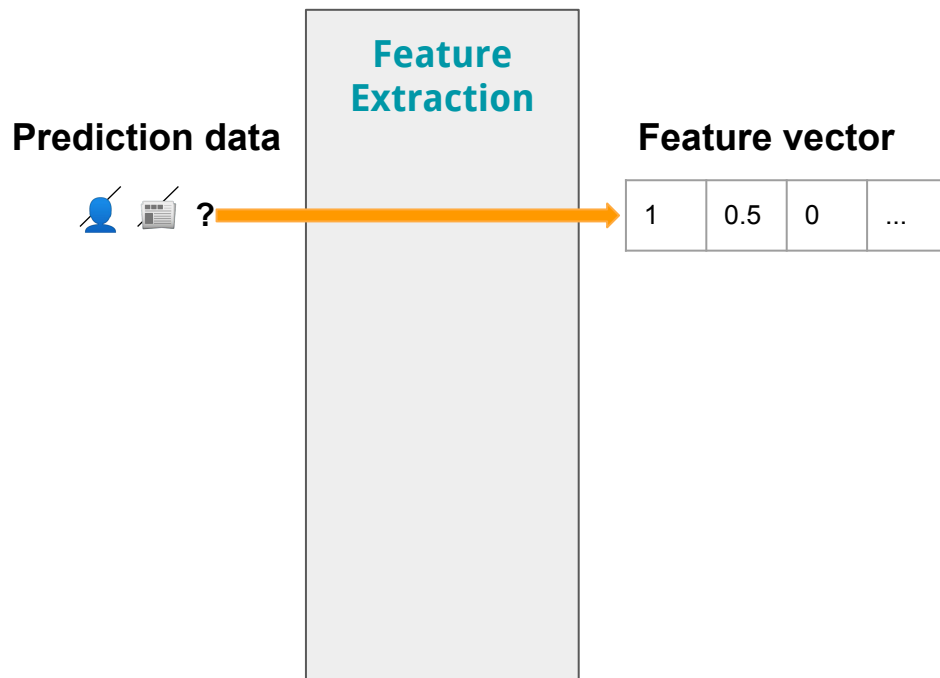 Feature
Extraction
Prediction data
Feature vector
?
1 0.5 0 ...